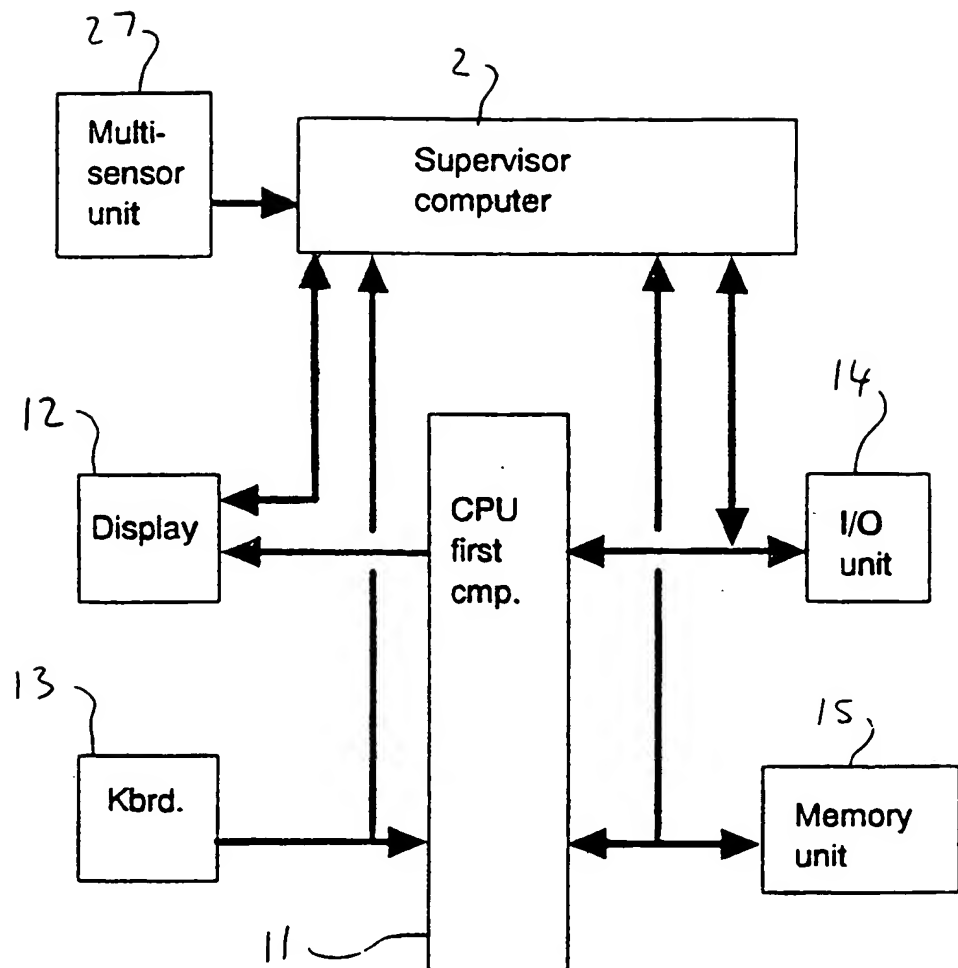 27
2
Multi-
sensor
unit
Supervisor
computer
12
14
Display
CPU
first
cmp.
I/O
unit
13
15
Kbrd.
Memory
unit
11